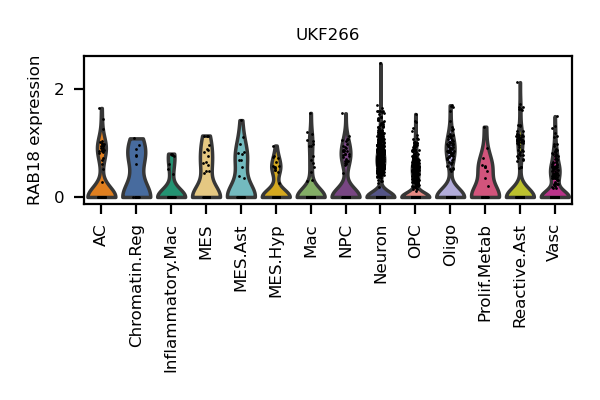 UKF266
RAB18 expression
2
0
AC
Chromatin.Reg
Inflammatory.Mac
MES
MES.Ast
MES.Hyp
Mac
NPC
Neuron
OPC
Oligo
Prolif.Metab
Reactive.Ast
Vasc